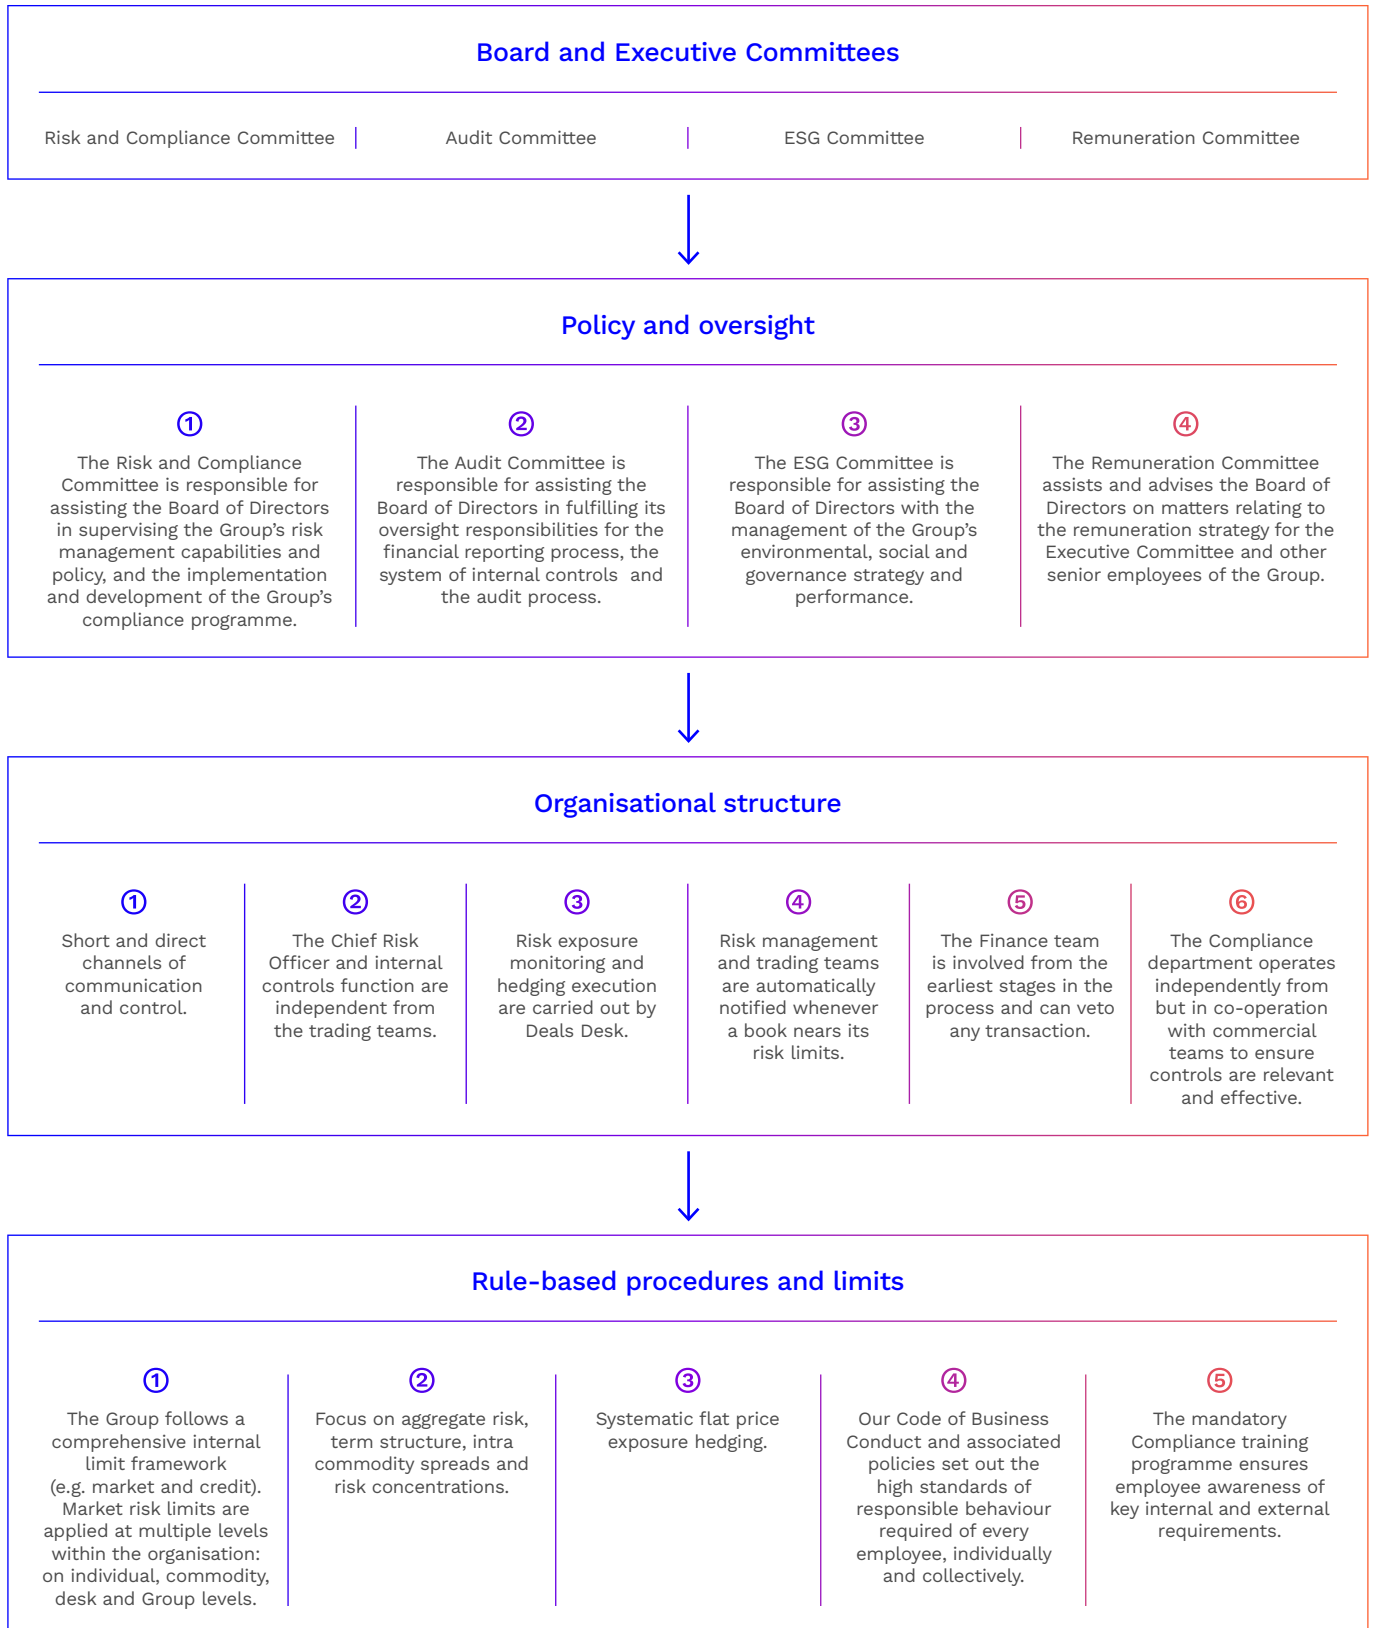 Board and Executive Committees
Risk and Compliance Committee
Audit Committee
ESG Committee
Remuneration Committee
Policy and oversight
1
The Risk and Compliance
Committee is responsible for
assisting the Board of Directors
in supervising the Group’s risk
management capabilities and
policy, and the implementation
and development of the Group’s
compliance programme.
2
The Audit Committee is
responsible for assisting the
Board of Directors in fulfilling its
oversight responsibilities for the
financial reporting process, the
system of internal controls  and
the audit process.
3
The ESG Committee is
responsible for assisting the
Board of Directors with the
management of the Group’s
environmental, social and
governance strategy and
performance.
4
The Remuneration Committee
assists and advises the Board of
Directors on matters relating to
the remuneration strategy for the
Executive Committee and other
senior employees of the Group.
Organisational structure
1
Short and direct
channels of
communication
and control.
2
The Chief Risk
Officer and internal
controls function are
independent from
the trading teams.
3
Risk exposure
monitoring and
hedging execution
are carried out by
Deals Desk.
4
Risk management
and trading teams
are automatically
notified whenever
a book nears its
risk limits.
5
The Finance team
is involved from the
earliest stages in the
process and can veto
any transaction.
6
The Compliance
department operates
independently from
but in co-operation
with commercial
teams to ensure
controls are relevant
and effective.
Rule-based procedures and limits
1
The Group follows a
comprehensive internal
limit framework
(e.g. market and credit).
Market risk limits are
applied at multiple levels
within the organisation:
on individual, commodity,
desk and Group levels.
2
Focus on aggregate risk,
term structure, intra
commodity spreads and
risk concentrations.
3
Systematic flat price
exposure hedging.
4
Our Code of Business
Conduct and associated
policies set out the
high standards of
responsible behaviour
required of every
employee, individually
and collectively.
5
The mandatory
Compliance training
programme ensures
employee awareness of
key internal and external
requirements.